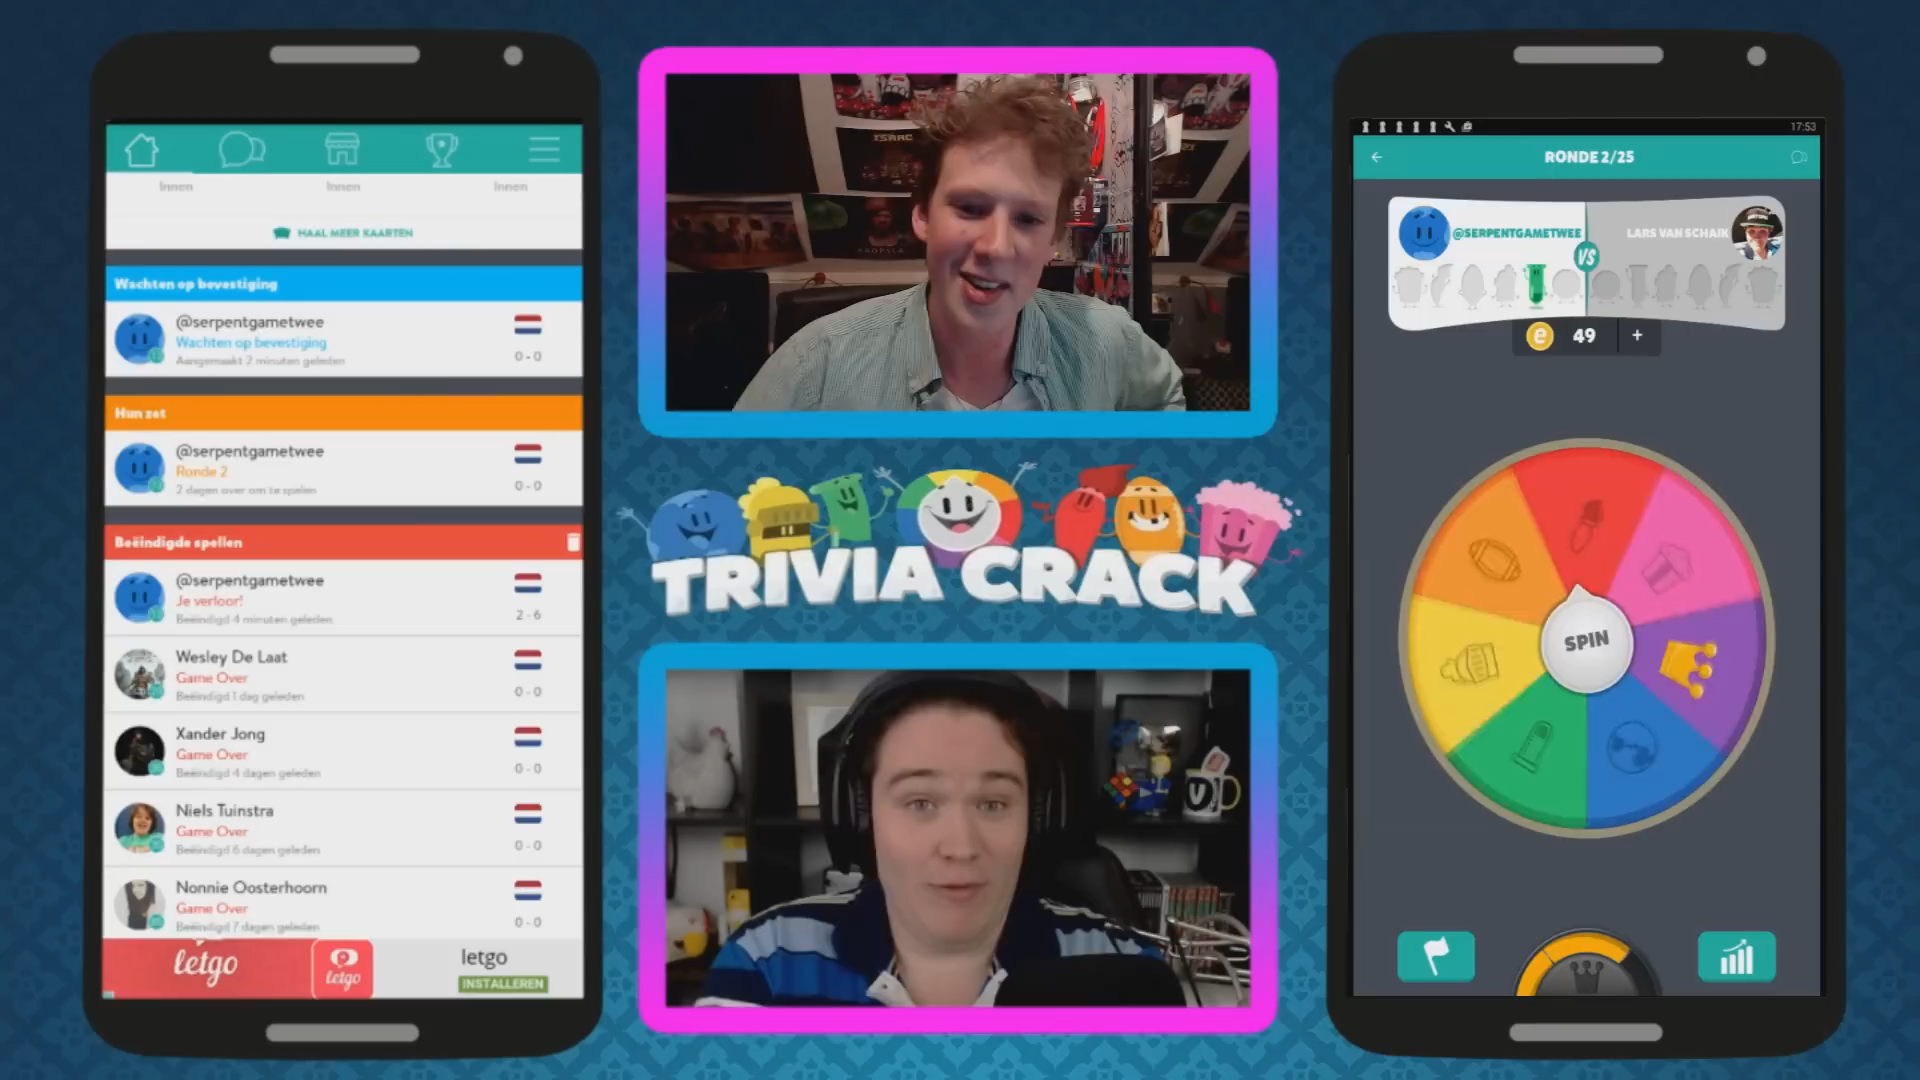 Innen Innen Innen
HAAL MEER KAARTEN
Wachten op bevestiging
@serpentgametwee
Wachten op bevestiging
Aangemaakt 2 minuten geleden
0 - 0
Hun zet
@serpentgametwee
Ronde 2
2 dagen over om te spelen
0 - 0
Beëindigde spellen
@serpentgametwee
Je verloor!
Beëindigd 4 minuten geleden
2 - 6
Wesley De Laat
Game Over
Beëindigd 1 dag geleden
0 - 0
Xander Jong
Game Over
Beëindigd 4 dagen geleden
0 - 0
Niels Tuinstra
Game Over
Beëindigd 6 dagen geleden
0 - 0
Nonnie Oosterhoorn
Game Over
Beëindigd 7 dagen geleden
0 - 0
letgo
letgo
letgo
INSTALLEREN
ISAAC
TRIVIA CRACK
17:53
RONDE 2/25
@SERPENTGAMETWEE
VS
LARS VAN SCHAIK
e 49 +
SPIN